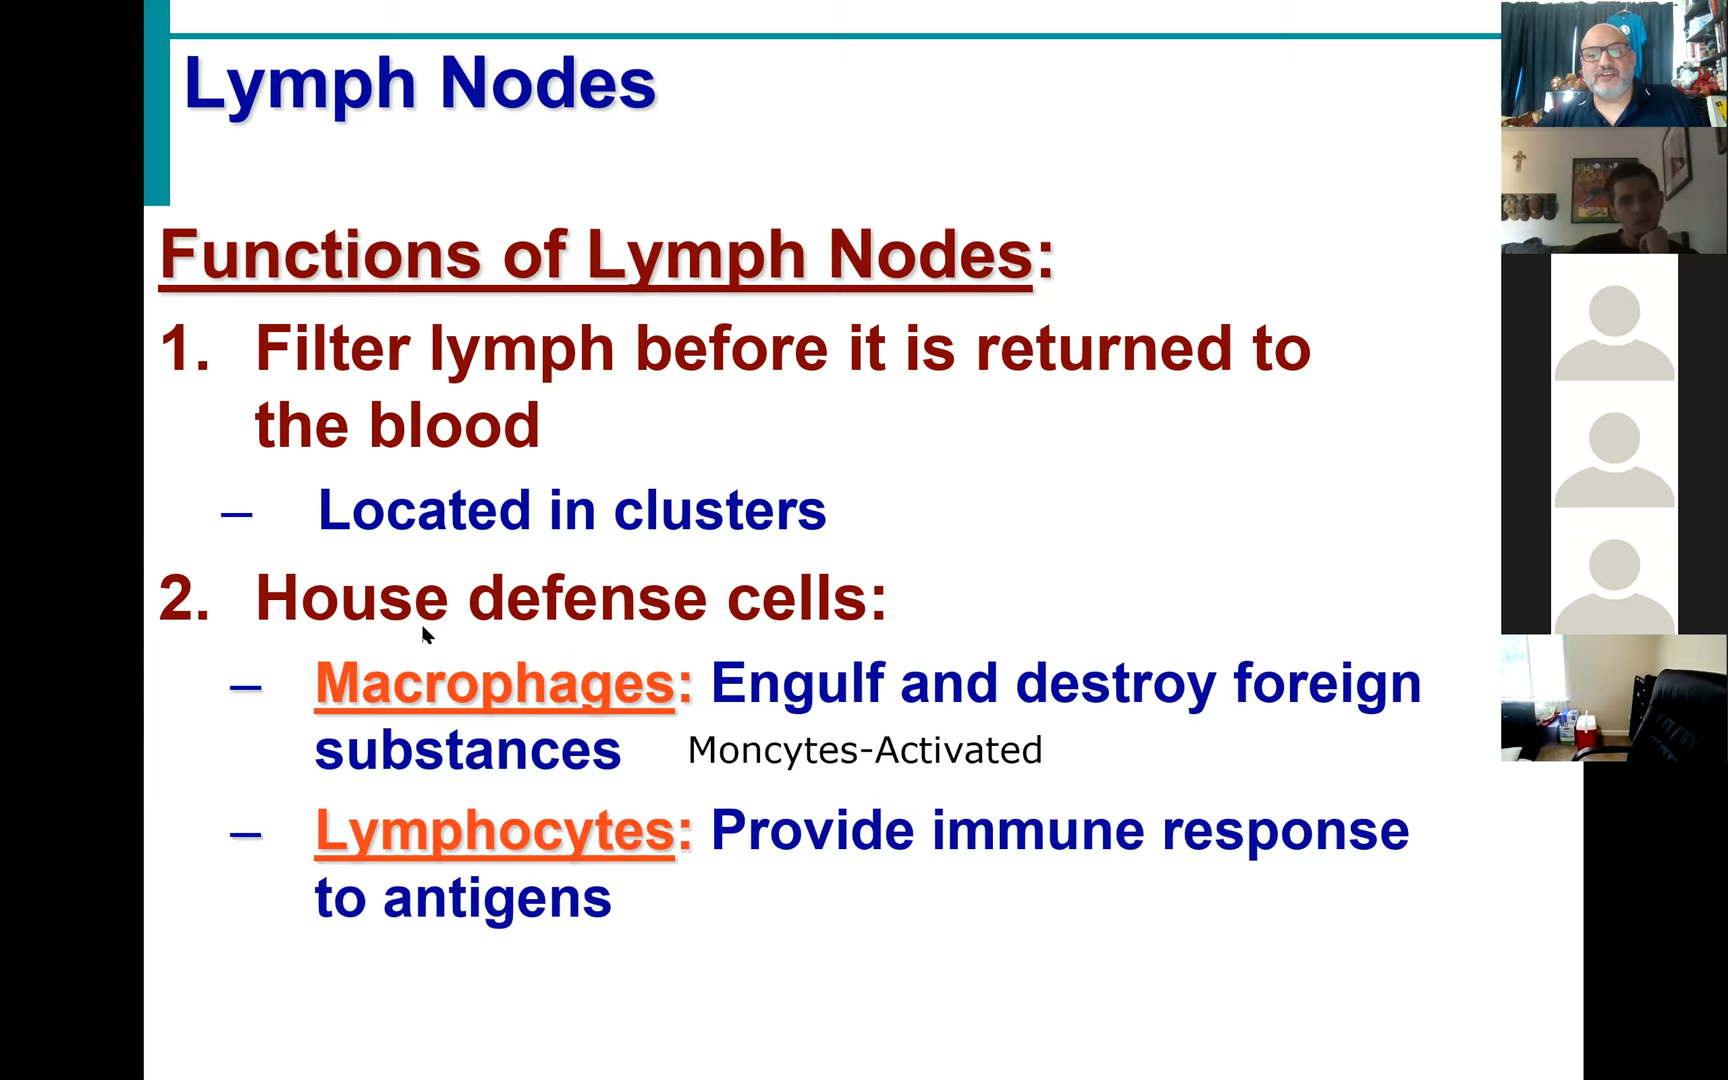 Lymph Nodes
Functions of Lymph Nodes:
1. Filter lymph before it is returned to
the blood
– Located in clusters
2. House defense cells:
– Macrophages: Engulf and destroy foreign
substances Moncytes-Activated
– Lymphocytes: Provide immune response
to antigens